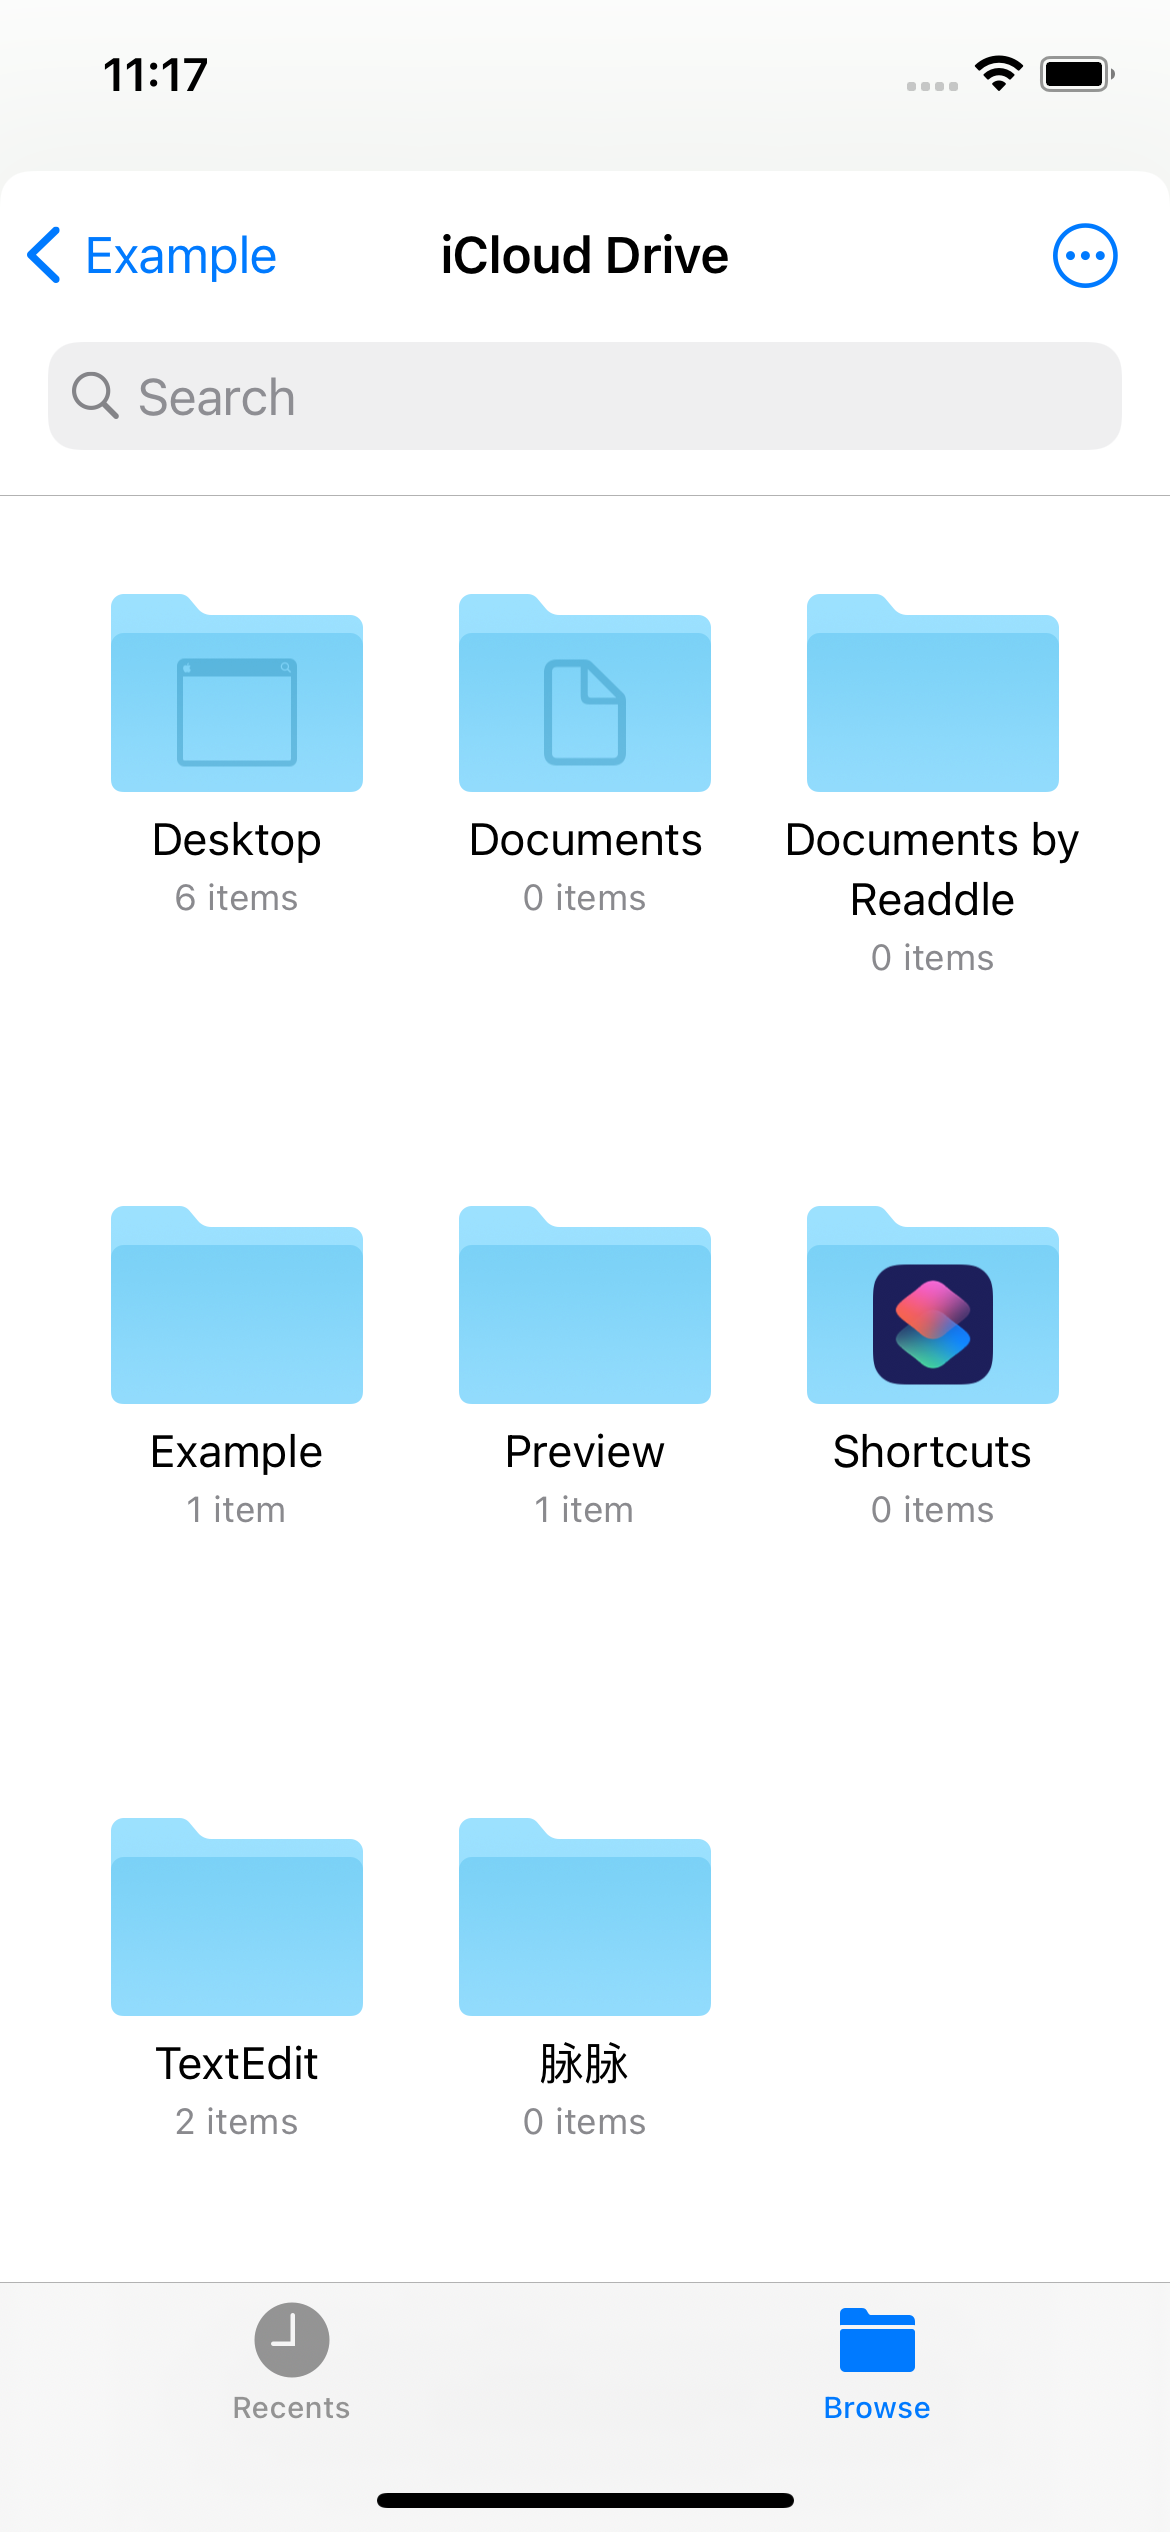 11:17
Example
iCloud Drive
Search
Desktop
6 items
Documents
0 items
Documents by
Readdle
0 items
Example
1 item
Preview
1 item
Shortcuts
0 items
TextEdit
2 items
脉脉
0 items
Recents
Browse